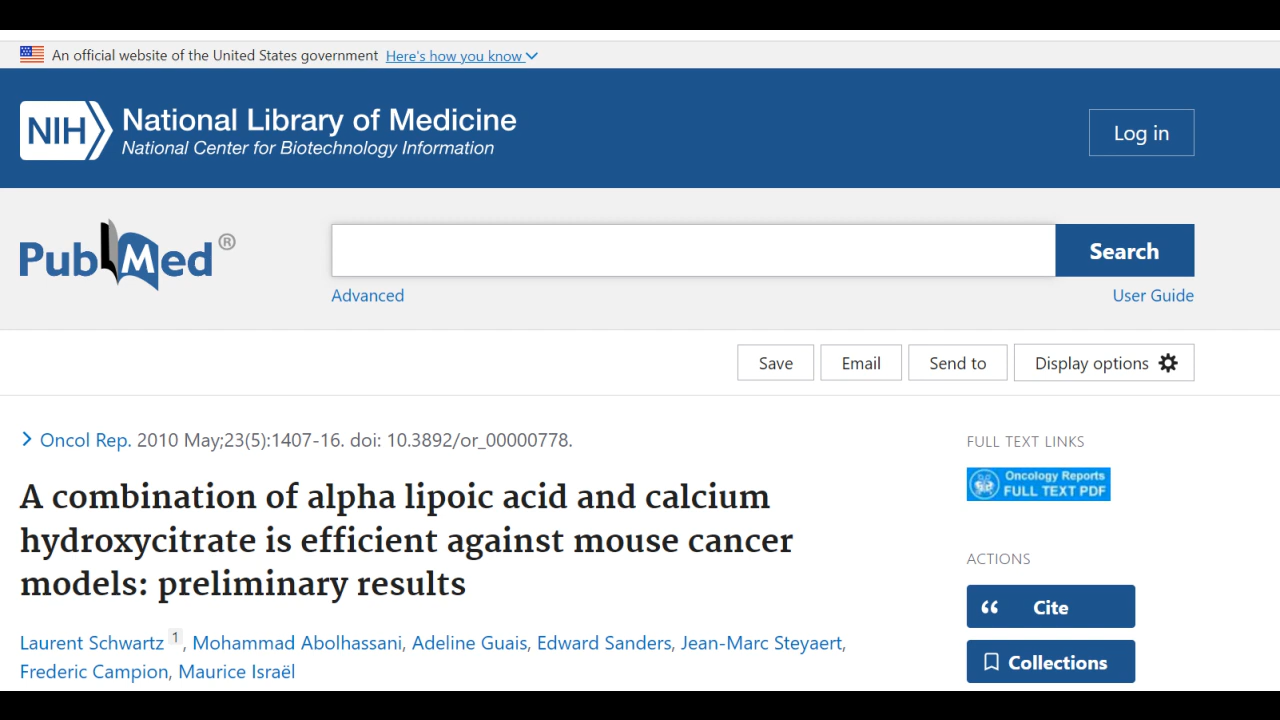 An official website of the United States government Here's how you know
NIH National Library of Medicine
National Center for Biotechnology Information
Log in
PubMed®
Search
Advanced
User Guide
Save
Email
Send to
Display options
Oncol Rep. 2010 May;23(5):1407-16. doi: 10.3892/or_00000778.
A combination of alpha lipoic acid and calcium
hydroxycitrate is efficient against mouse cancer
models: preliminary results
Laurent Schwartz 1, Mohammad Abolhassani, Adeline Guais, Edward Sanders, Jean-Marc Steyaert,
Frederic Campion, Maurice Israël
FULL TEXT LINKS
Oncology Reports
FULL TEXT PDF
ACTIONS
“ Cite
Collections